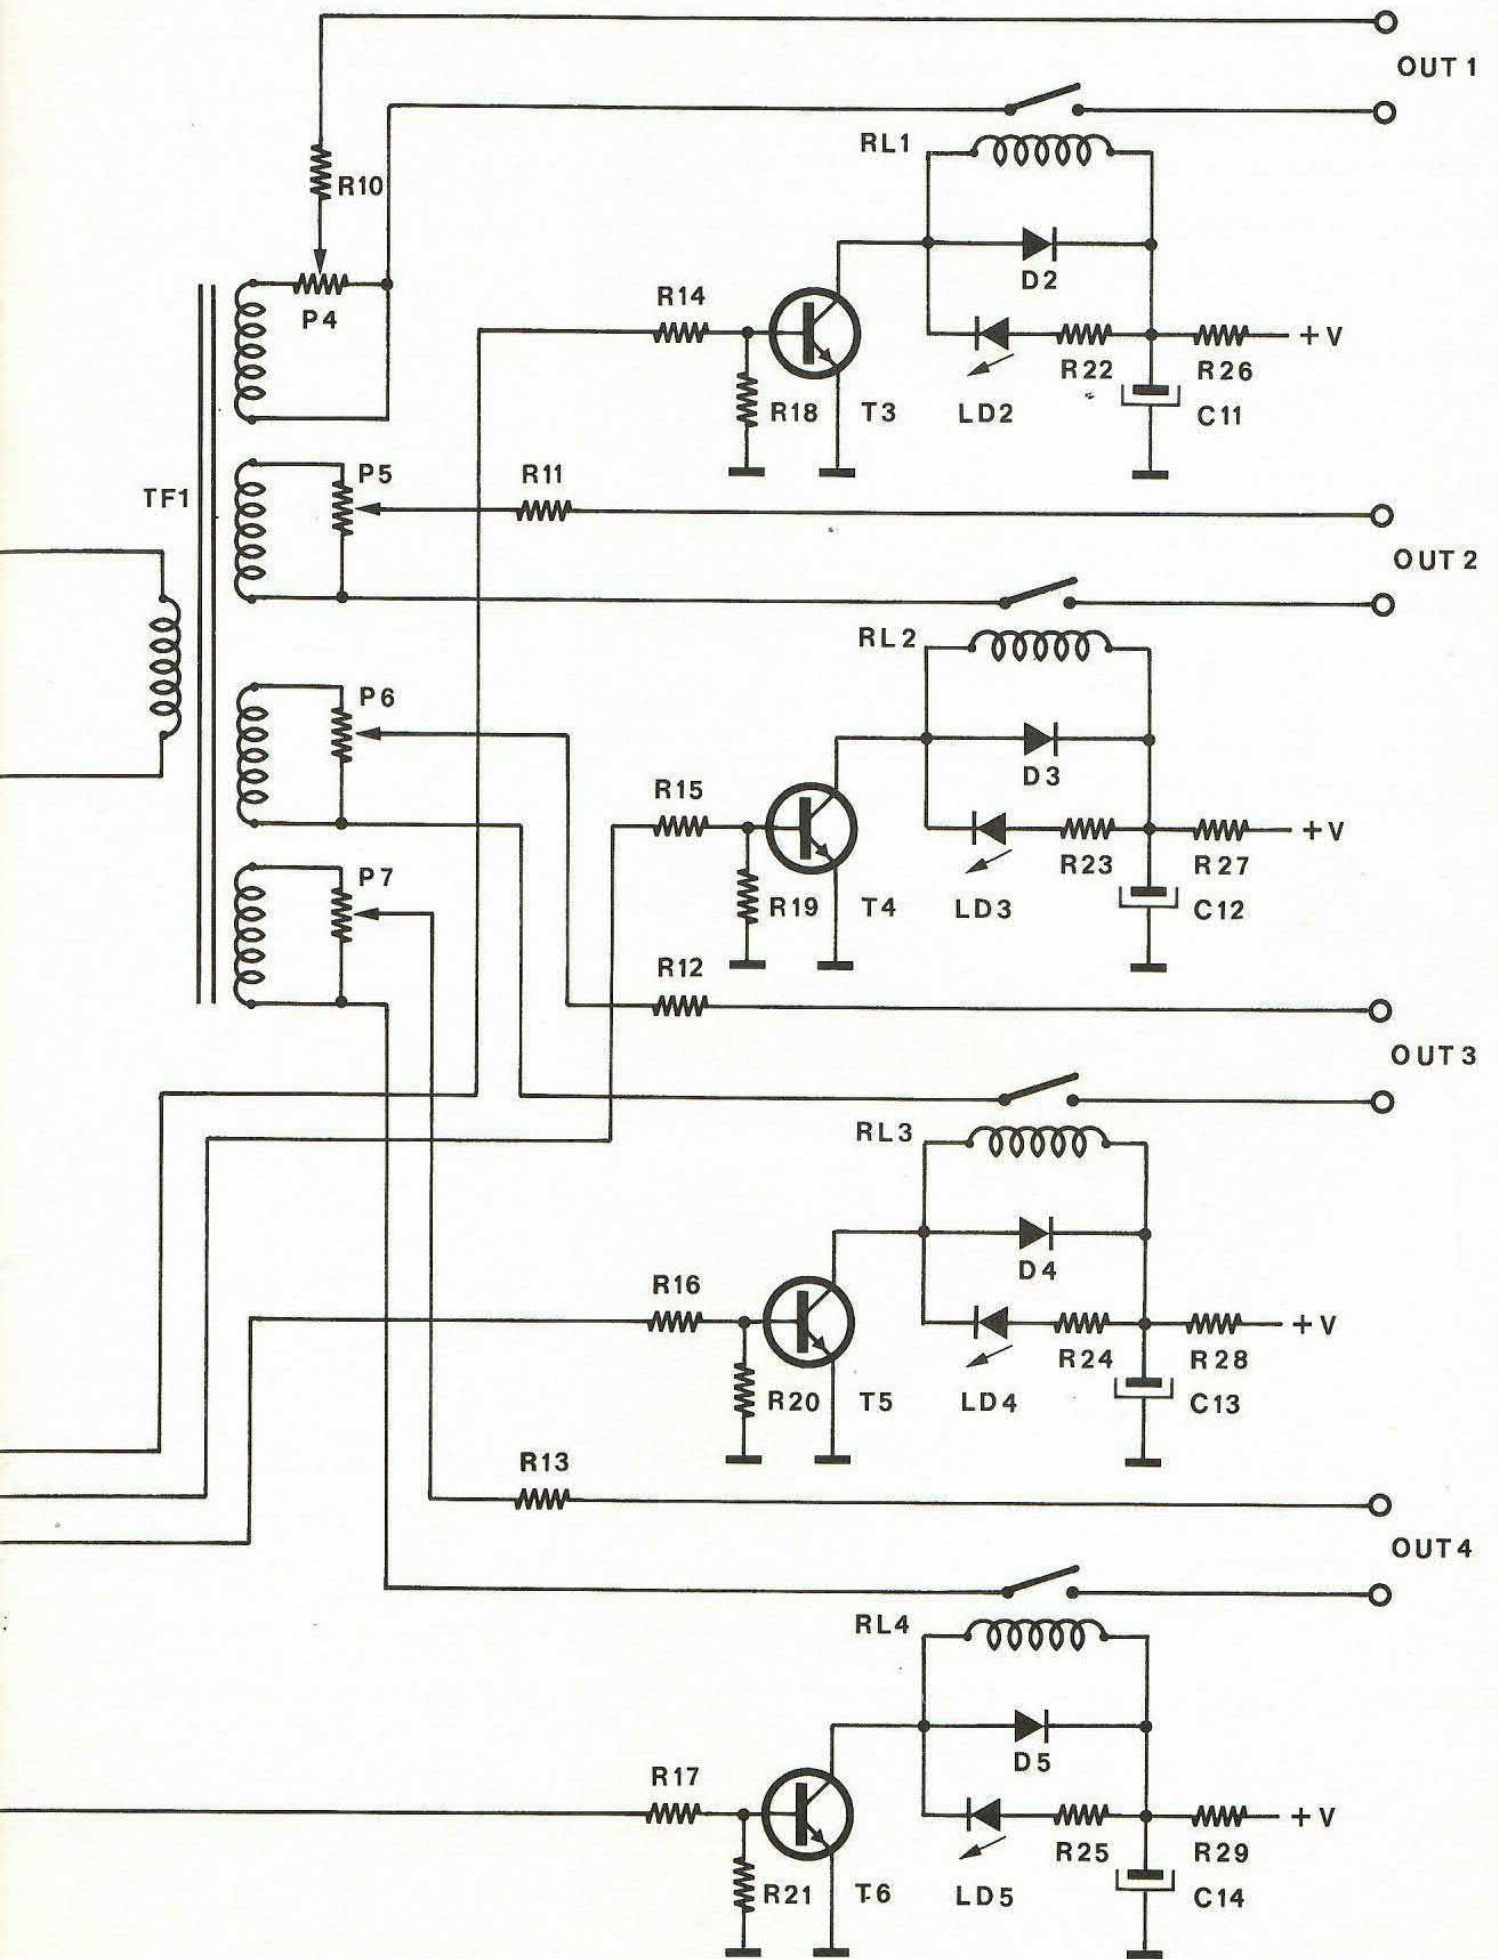 OUT 1
RL1
R10
D2
R14
P4
+V
R22
R26
R18
T3
LD2
C11
P5
R11
TF1
OUT 2
RL2
P6
D3
R15
+V
R23
R27
P7
R19
T4
LD3
C12
R12
OUT 3
RL3
D4
R16
+V
R24
R28
R20
T5
LD4
C13
R13
OUT 4
RL4
D5
R17
+V
R25
R29
R21
T6
LD5
C14